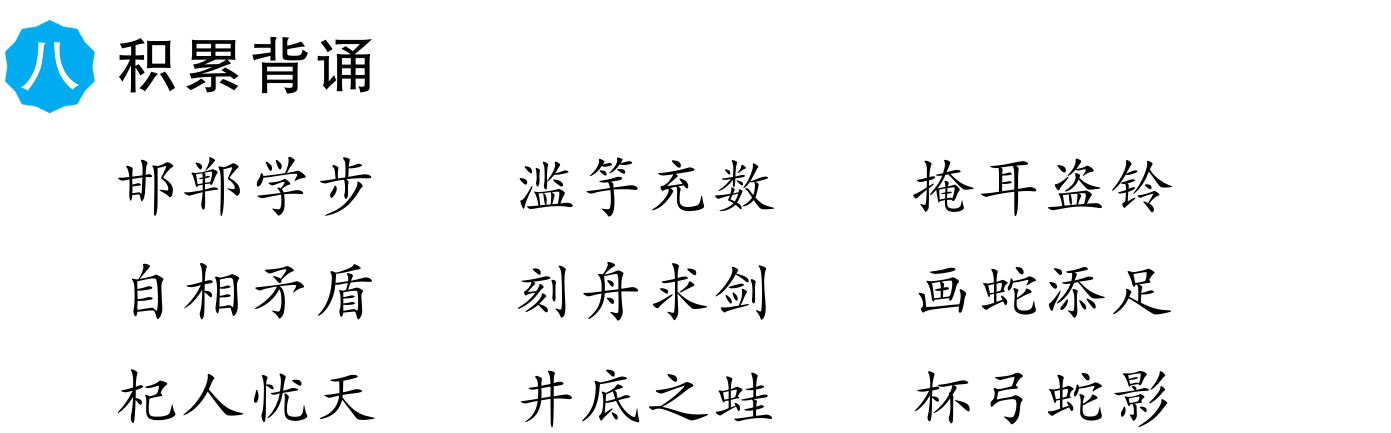 八 积累背诵
邯郸学步 滥竽充数 掩耳盗铃
自相矛盾 刻舟求剑 画蛇添足
杞人忧天 井底之蛙 杯弓蛇影